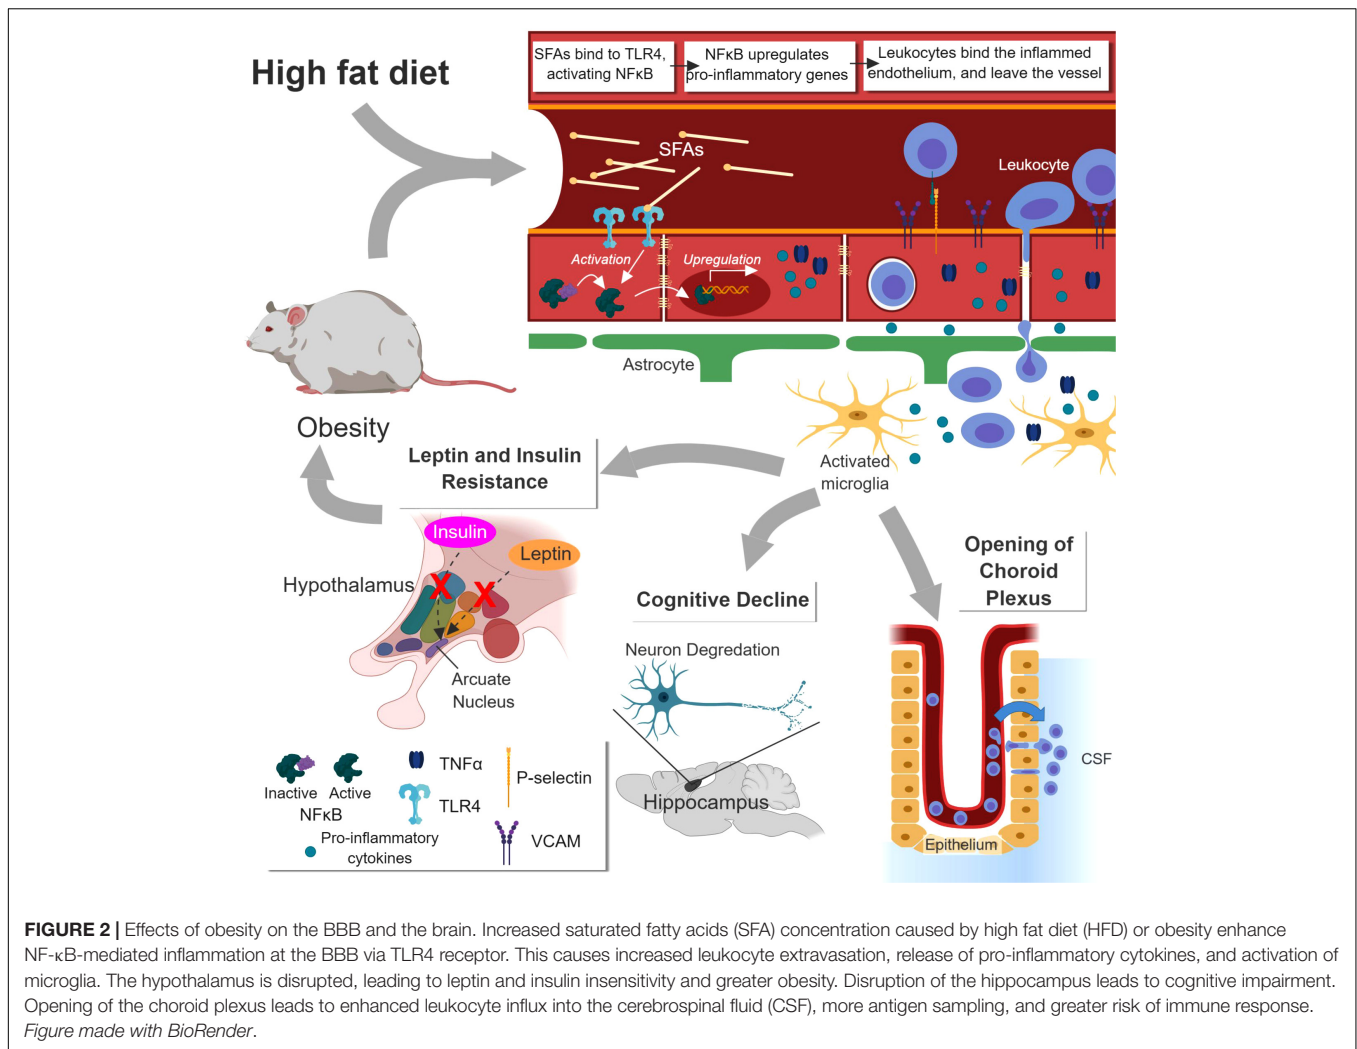 High fat diet
SFAs bind to TLR4,
activating NFκB
NFκB upregulates
pro-inflammatory genes
Leukocytes bind the inflammed
endothelium, and leave the vessel
SFAs
Leukocyte
Activation
Upregulation
Astrocyte
Obesity
Activated
microglia
Leptin and Insulin
Resistance
Insulin
Leptin
Hypothalamus
X
X
Arcuate
Nucleus
Cognitive Decline
Neuron Degredation
Hippocampus
Opening of
Choroid
Plexus
CSF
Epithelium
Inactive
Active
NFκB
TNFα
TLR4
P-selectin
VCAM
Pro-inflammatory
cytokines
FIGURE 2 | Effects of obesity on the BBB and the brain. Increased saturated fatty acids (SFA) concentration caused by high fat diet (HFD) or obesity enhance
NF-κB-mediated inflammation at the BBB via TLR4 receptor. This causes increased leukocyte extravasation, release of pro-inflammatory cytokines, and activation of
microglia. The hypothalamus is disrupted, leading to leptin and insulin insensitivity and greater obesity. Disruption of the hippocampus leads to cognitive impairment.
Opening of the choroid plexus leads to enhanced leukocyte influx into the cerebrospinal fluid (CSF), more antigen sampling, and greater risk of immune response.
Figure made with BioRender.